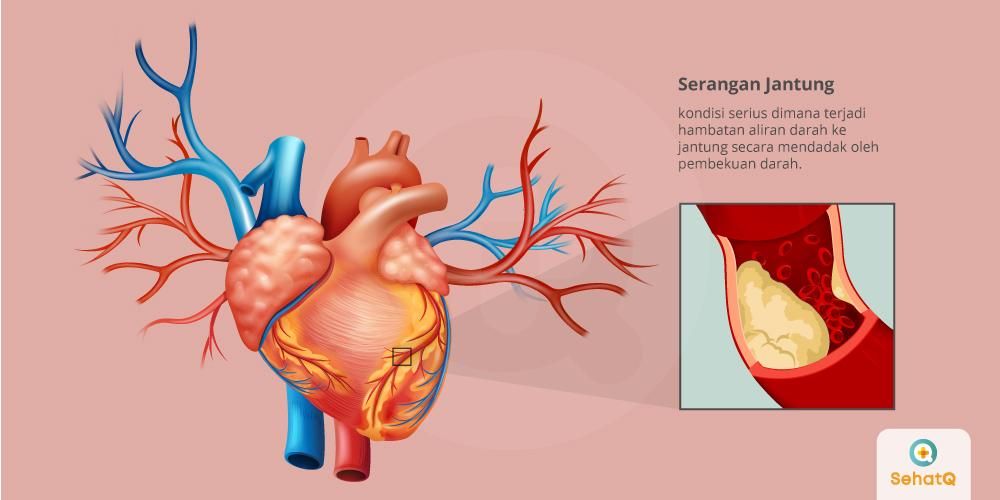 Serangan Jantung
kondisi serius dimana terjadi
hambatan aliran darah ke
jantung secara mendadak oleh
pembekuan darah.
SehatQ